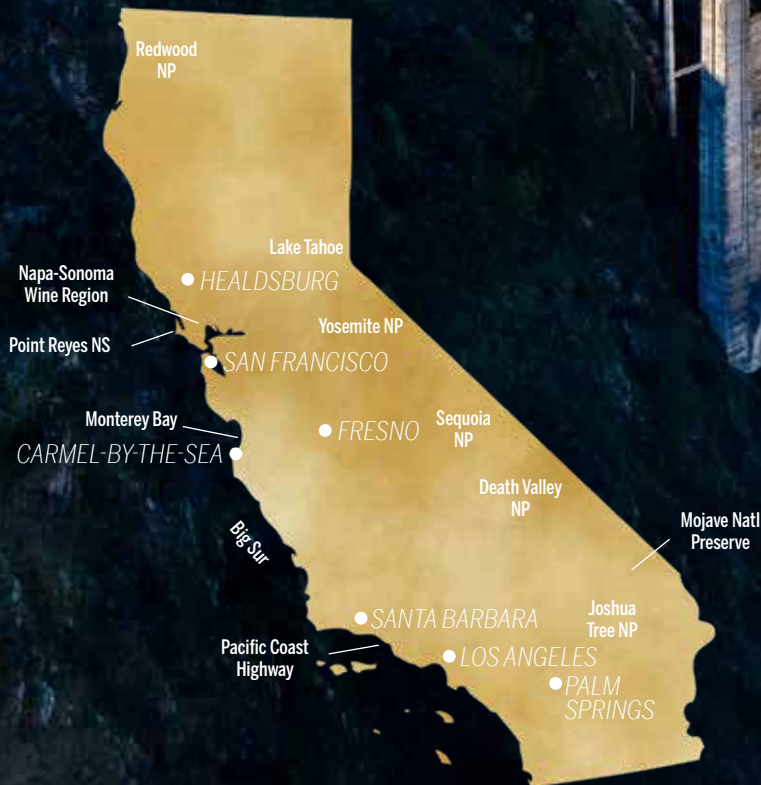 Redwood
NP
Lake Tahoe
Napa-Sonoma
Wine Region
HEALDSBURG
Yosemite NP
Point Reyes NS
SAN FRANCISCO
Monterey Bay
Sequoia
NP
FRESNO
CARMEL-BY-THE-SEA
Death Valley
NP
Big Sur
Mojave Natl
Preserve
Joshua
Tree NP
SANTA BARBARA
Pacific Coast
Highway
LOS ANGELES
PALM
SPRINGS